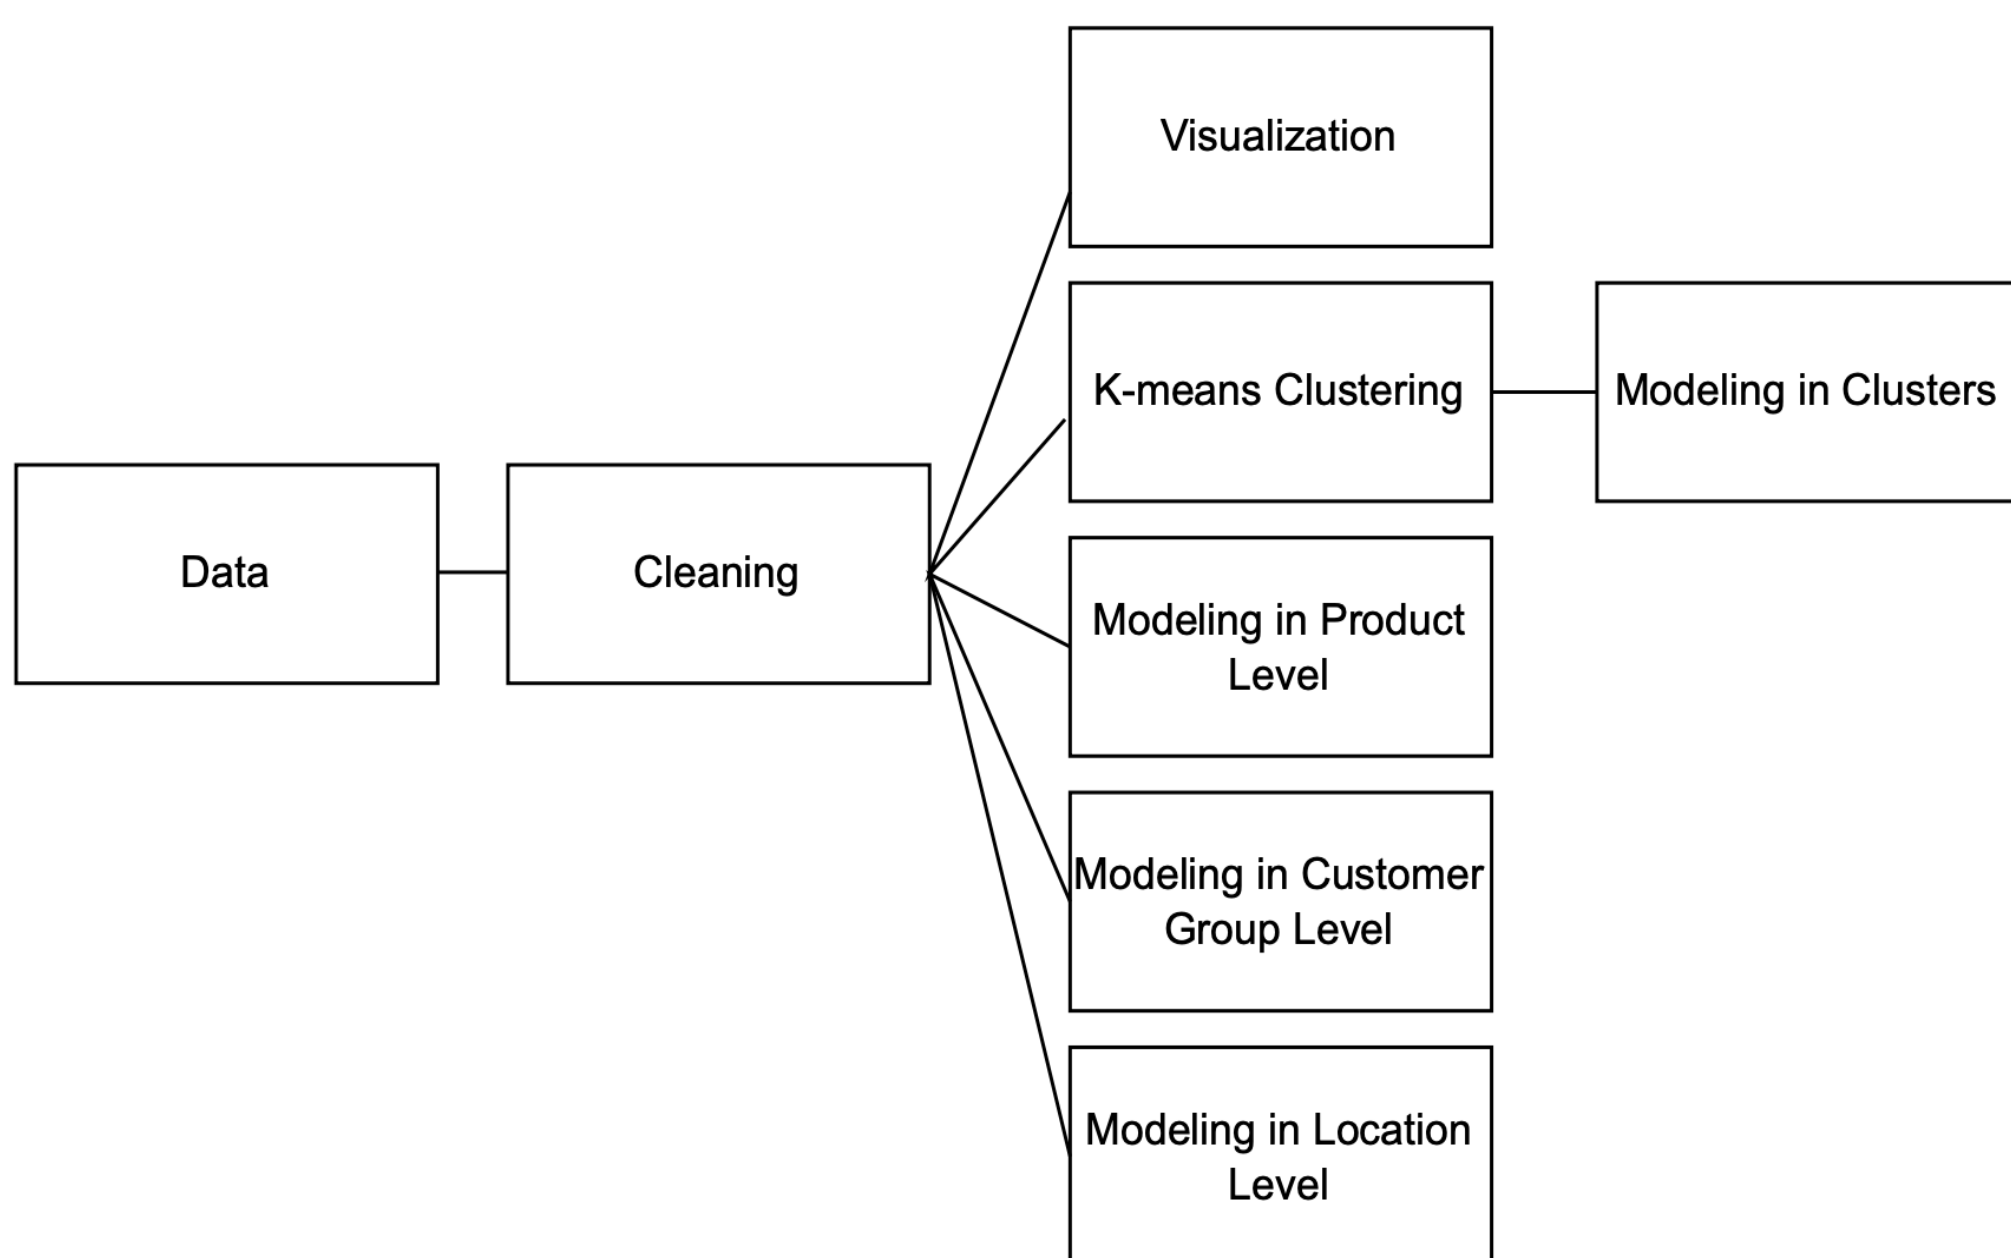 Visualization
K-means Clustering
Modeling in Clusters
Data
Cleaning
Modeling in Product
Level
Modeling in Customer
Group Level
Modeling in Location
Level